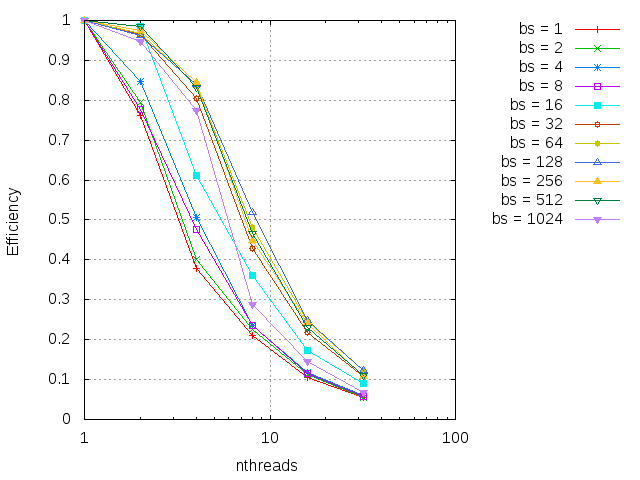 1
0.9
0.8
0.7
0.6
0.5
0.4
0.3
0.2
0.1
0
Efficiency
1 10 100
nthreads
bs = 1
bs = 2
bs = 4
bs = 8
bs = 16
bs = 32
bs = 64
bs = 128
bs = 256
bs = 512
bs = 1024